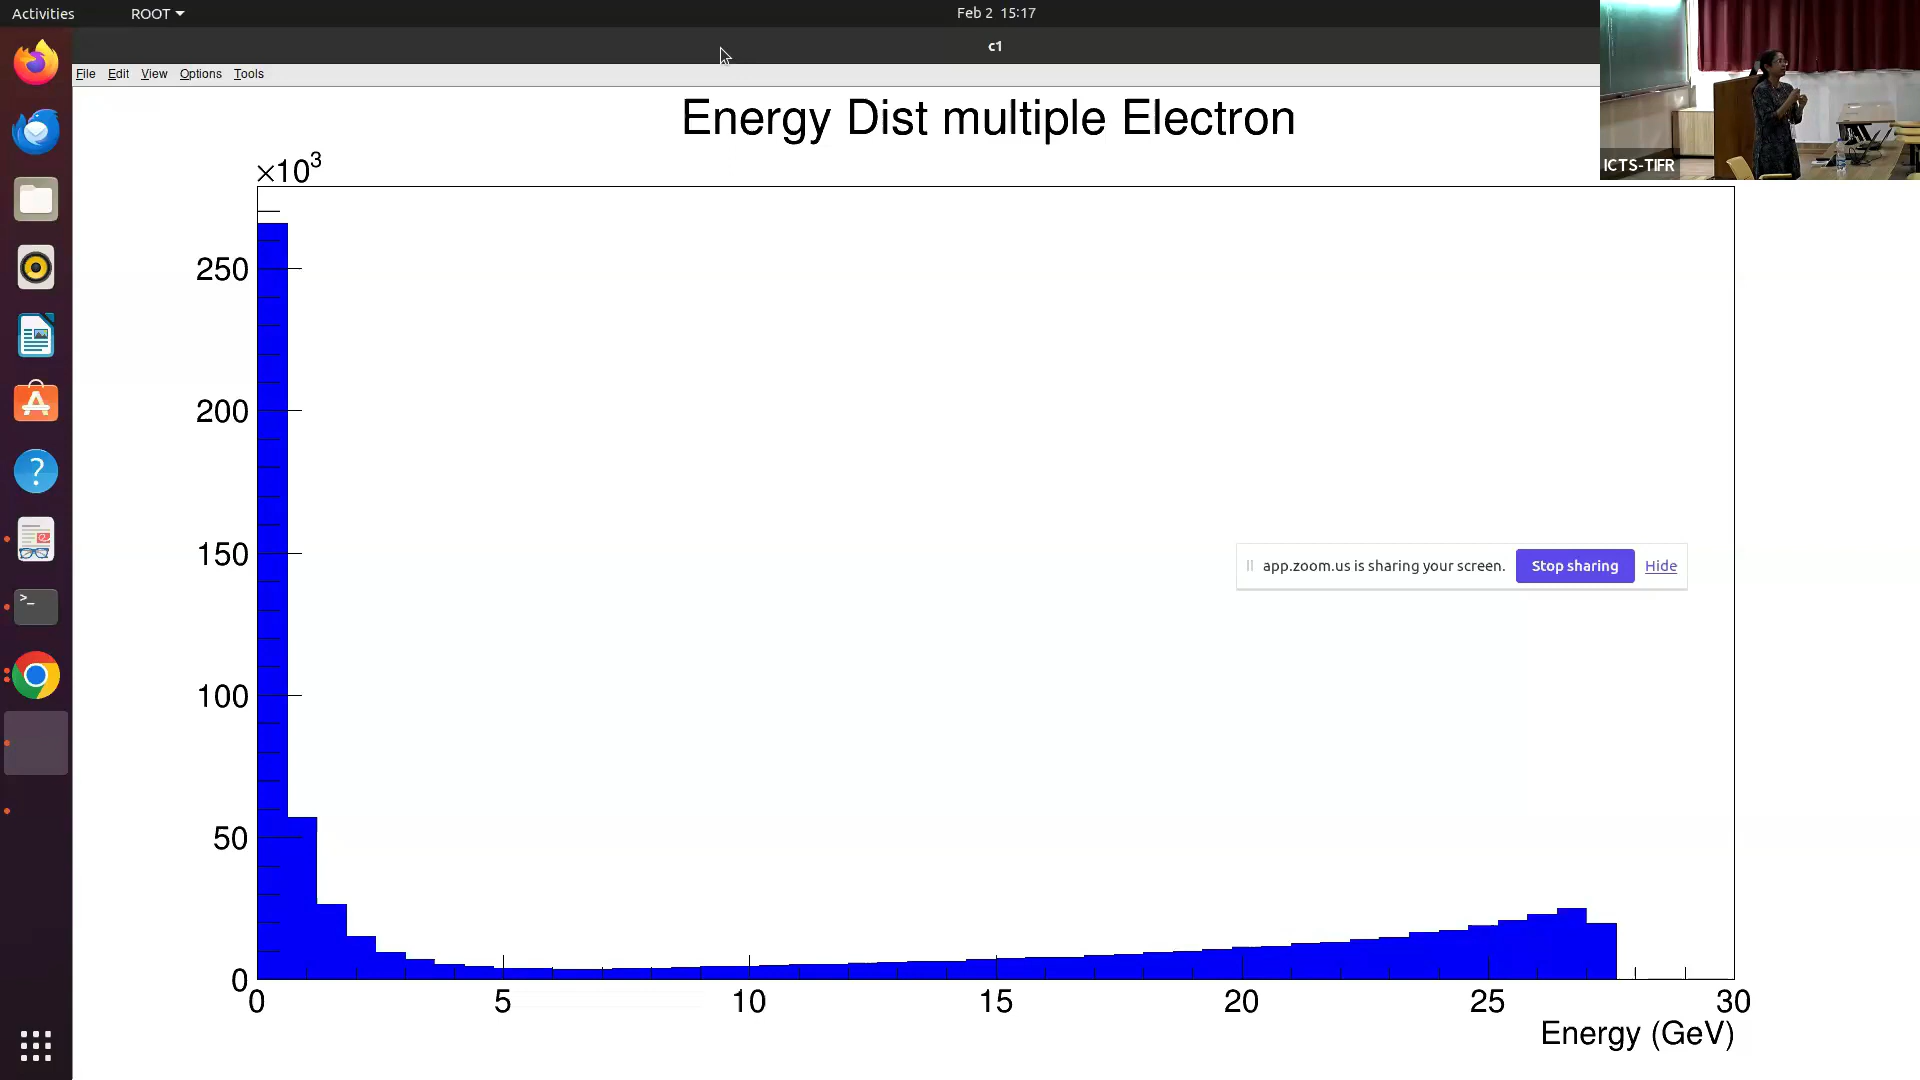 Activities
ROOT
Feb 2 15:17
c1
File Edit View Options Tools
ICTS-TIFR
Energy Dist multiple Electron
×10³
250
200
150
100
50
0
0 5 10 15 20 25 30
Energy (GeV)
app.zoom.us is sharing your screen. Stop sharing Hide